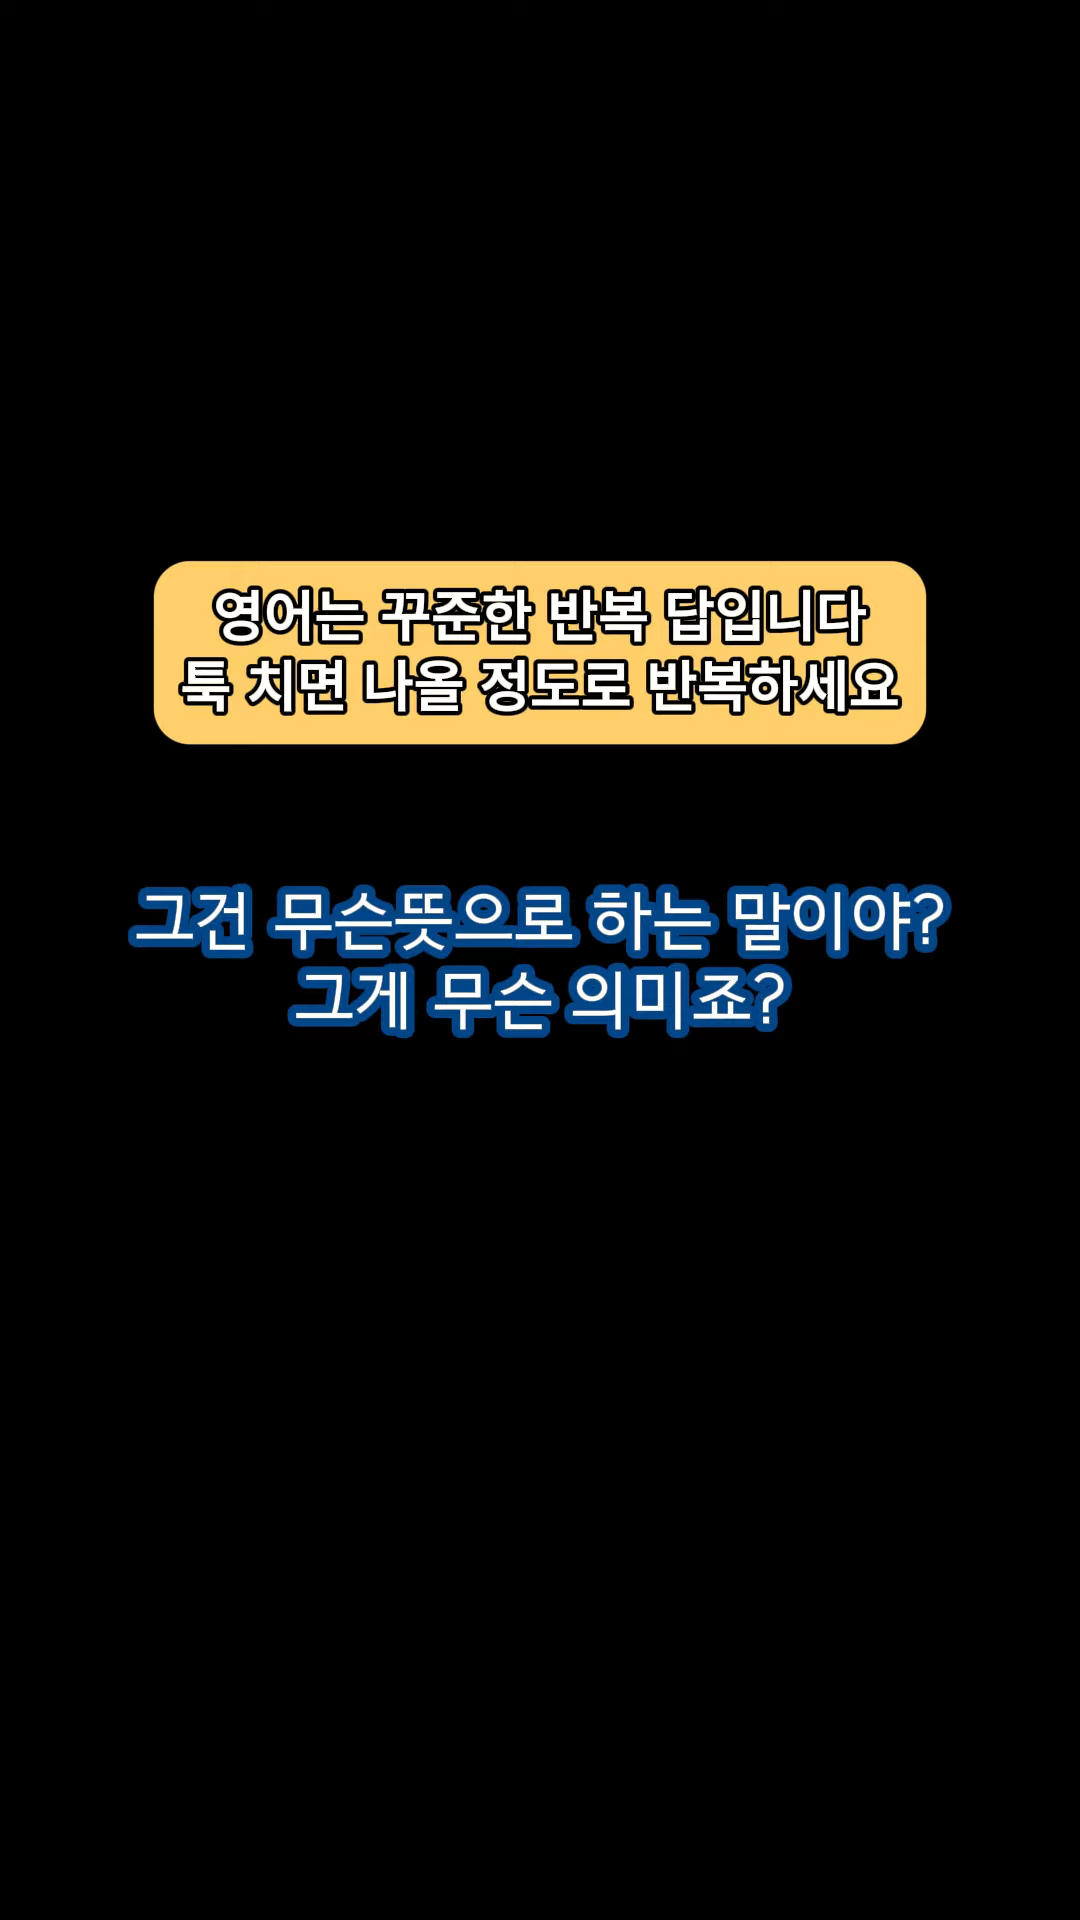 영어는 꾸준한 반복 답입니다
툭 치면 나올 정도로 반복하세요
그건 무슨뜻으로 하는 말이야?
그게 무슨 의미죠?